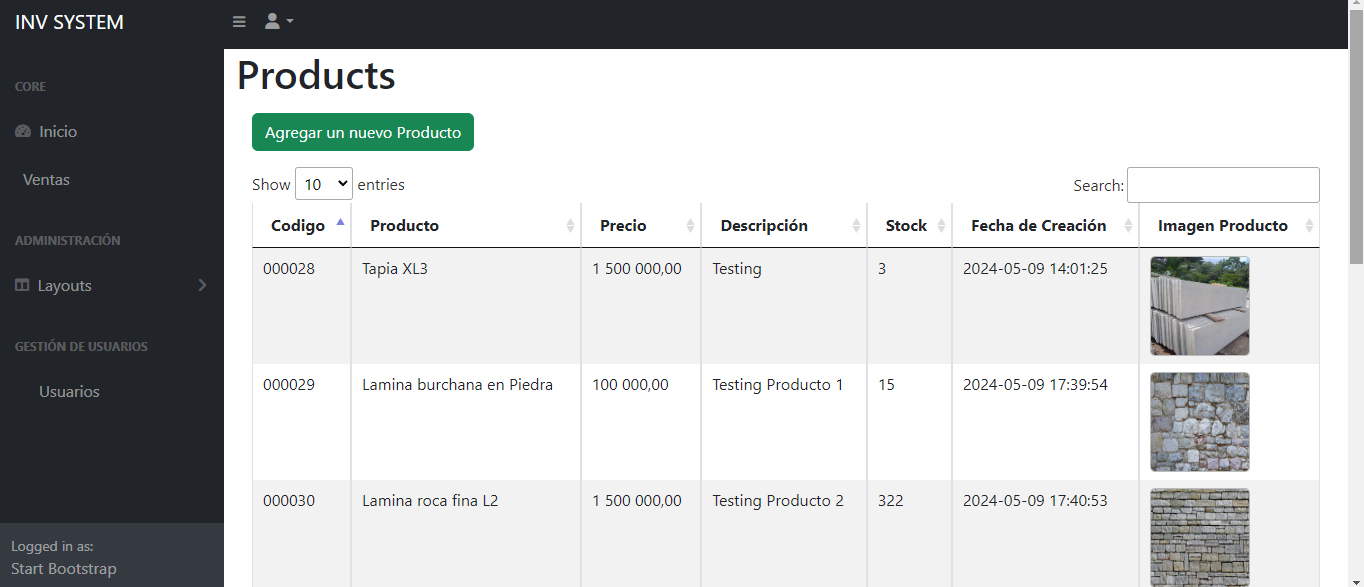 INV SYSTEM
CORE
Inicio
Ventas
ADMINISTRACIÓN
Layouts
GESTIÓN DE USUARIOS
Usuarios
Logged in as:
Start Bootstrap
Products
Agregar un nuevo Producto
Show 10 entries
Search:
Codigo Producto Precio Descripción Stock Fecha de Creación Imagen Producto
000028 Tapia XL3 1 500 000,00 Testing 3 2024-05-09 14:01:25
000029 Lamina burchana en Piedra 100 000,00 Testing Producto 1 15 2024-05-09 17:39:54
000030 Lamina roca fina L2 1 500 000,00 Testing Producto 2 322 2024-05-09 17:40:53